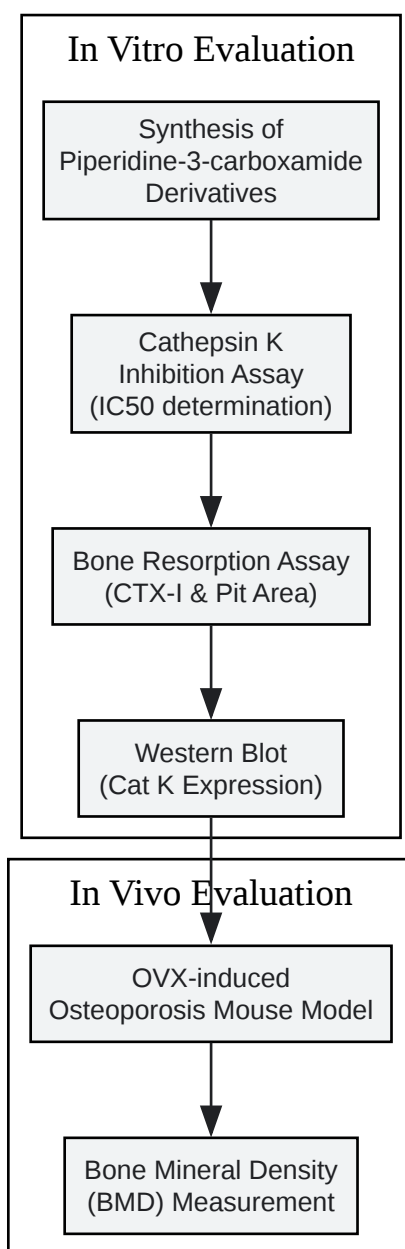 In Vitro Evaluation
Synthesis of
Piperidine-3-carboxamide
Derivatives
Cathepsin K
Inhibition Assay
(IC50 determination)
Bone Resorption Assay
(CTX-I & Pit Area)
Western Blot
(Cat K Expression)
In Vivo Evaluation
OVX-induced
Osteoporosis Mouse Model
Bone Mineral Density
(BMD) Measurement